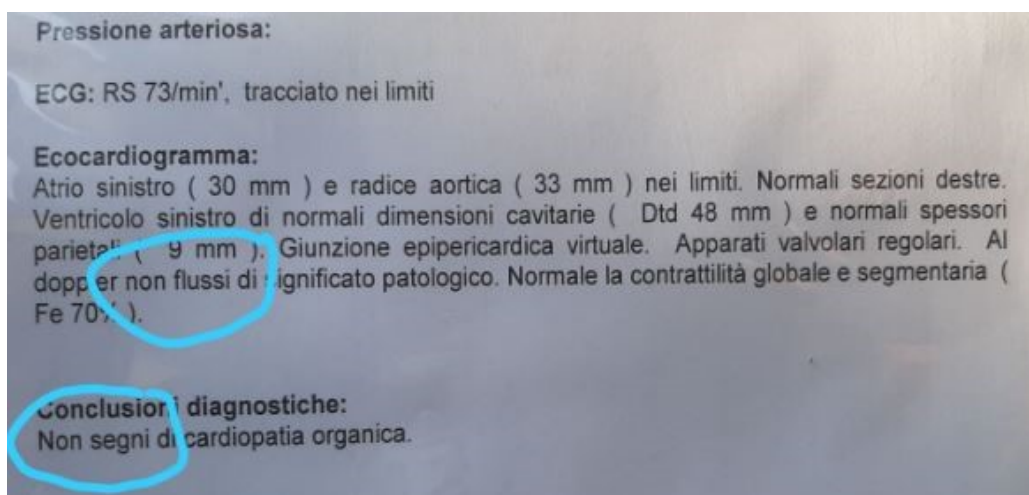 Pressione arteriosa:
ECG: RS 73/min', tracciato nei limiti
Ecocardiogramma:
Atrio sinistro ( 30 mm ) e radice aortica ( 33 mm ) nei limiti. Normali sezioni destre.
Ventricolo sinistro di normali dimensioni cavitarie ( Dtd 48 mm ) e normali spessori
parietali ( 9 mm ). Giunzione epipericardica virtuale. Apparati valvolari regolari. Al
doppler non flussi di significato patologico. Normale la contrattilità globale e segmentaria (
Fe 70% ).
Conclusioni diagnostiche:
Non segni di cardiopatia organica.